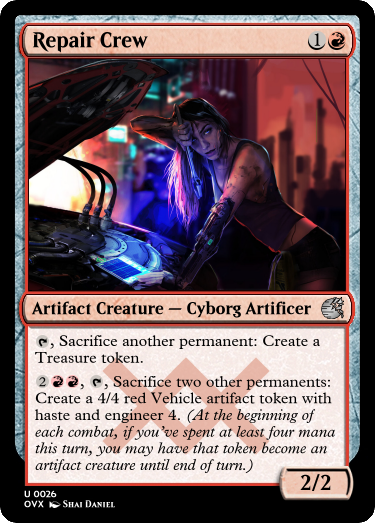 Repair Crew 1
Artifact Creature — Cyborg Artificer
, Sacrifice another permanent: Create a
Treasure token.
2, , Sacrifice two other permanents:
Create a 4/4 red Vehicle artifact token with
haste and engineer 4. (At the beginning of
each combat, if you've spent at least four mana
this turn, you may have that token become an
artifact creature until end of turn.)
2/2
U 0026
OVX Shai Daniel